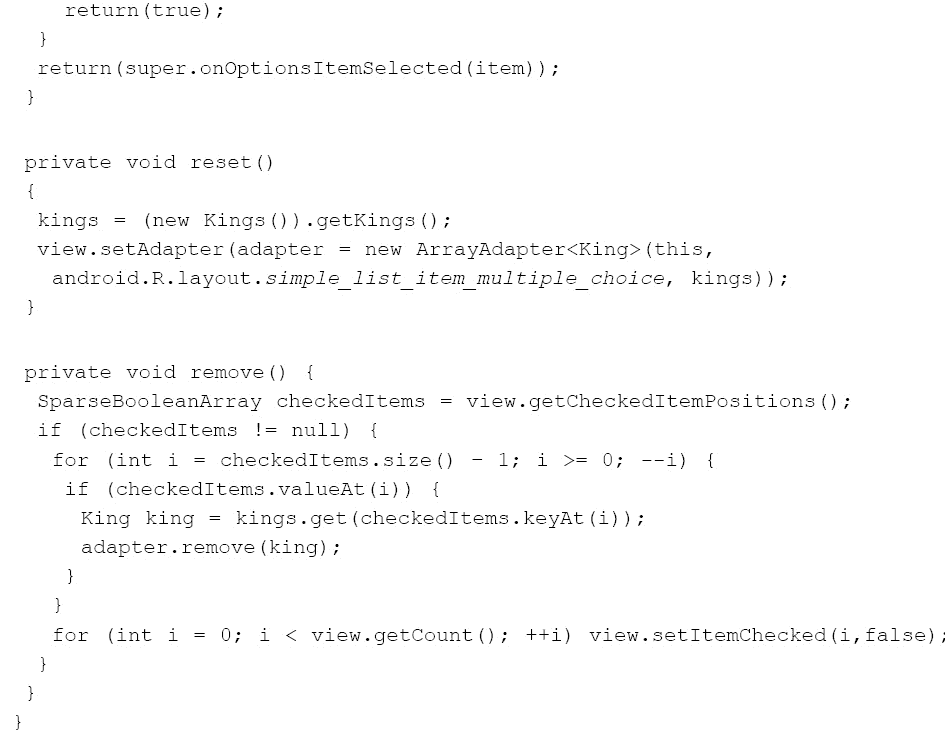 return(true);
}
return(super.onOptionsItemSelected(item));
}
private void reset()
{
kings = (new Kings()).getKings();
view.setAdapter(adapter = new ArrayAdapter<King>(this,
android.R.layout.simple_list_item_multiple_choice, kings));
}
private void remove() {
SparseBooleanArray checkedItems = view.getCheckedItemPositions();
if (checkedItems != null) {
for (int i = checkedItems.size() - 1; i >= 0; --i) {
if (checkedItems.valueAt(i)) {
King king = kings.get(checkedItems.keyAt(i));
adapter.remove(king);
}
}
for (int i = 0; i < view.getCount(); ++i) view.setItemChecked(i,false);
}
}
}